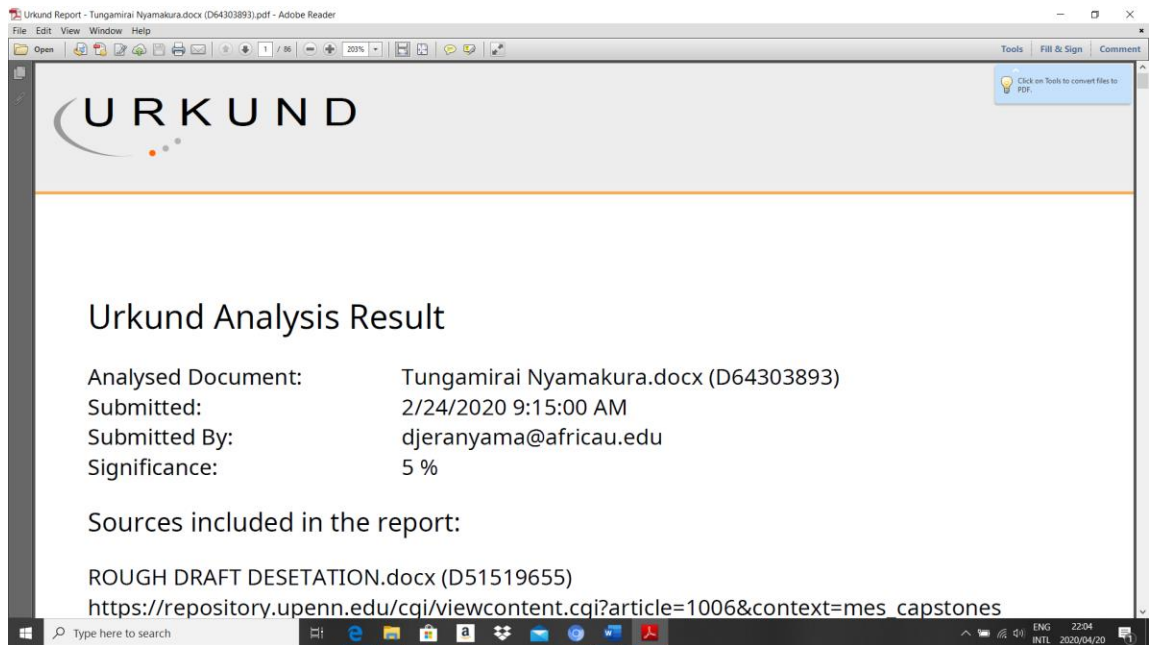 Urkund Report - Tungamirai Nyamakura.docx (D64303893).pdf - Adobe Reader
File Edit View Window Help
Open 1 / 86 203% Tools Fill & Sign Comment
Click on Tools to convert files to
PDF.
URKUND
Urkund Analysis Result
Analysed Document: Tungamirai Nyamakura.docx (D64303893)
Submitted: 2/24/2020 9:15:00 AM
Submitted By: djeranyama@africau.edu
Significance: 5 %
Sources included in the report:
ROUGH DRAFT DESETATION.docx (D51519655)
https://repository.upenn.edu/cgi/viewcontent.cgi?article=1006&context=mes_capstones
Type here to search
ENG 22:04
INTL 2020/04/20